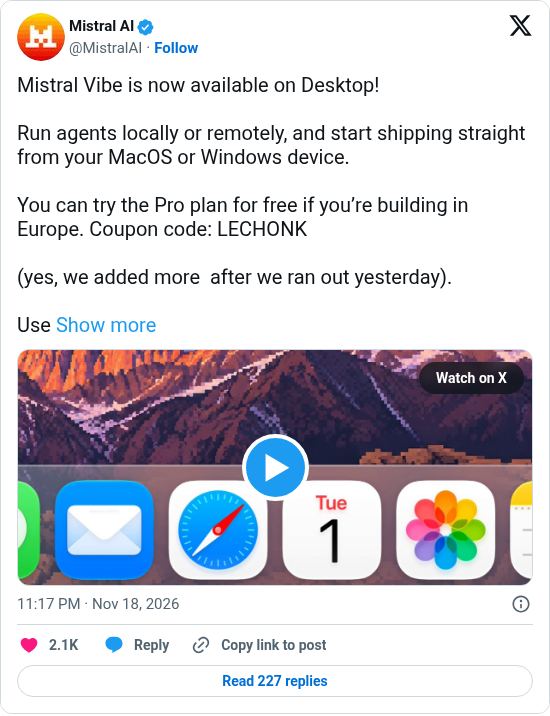 Mistral AI
@MistralAI · Follow
Mistral Vibe is now available on Desktop!
Run agents locally or remotely, and start shipping straight
from your MacOS or Windows device.
You can try the Pro plan for free if you’re building in
Europe. Coupon code: LECHONK
(yes, we added more  after we ran out yesterday).
Use Show more
Watch on X
Tue
1
11:17 PM · Nov 18, 2026
2.1K Reply Copy link to post
Read 227 replies